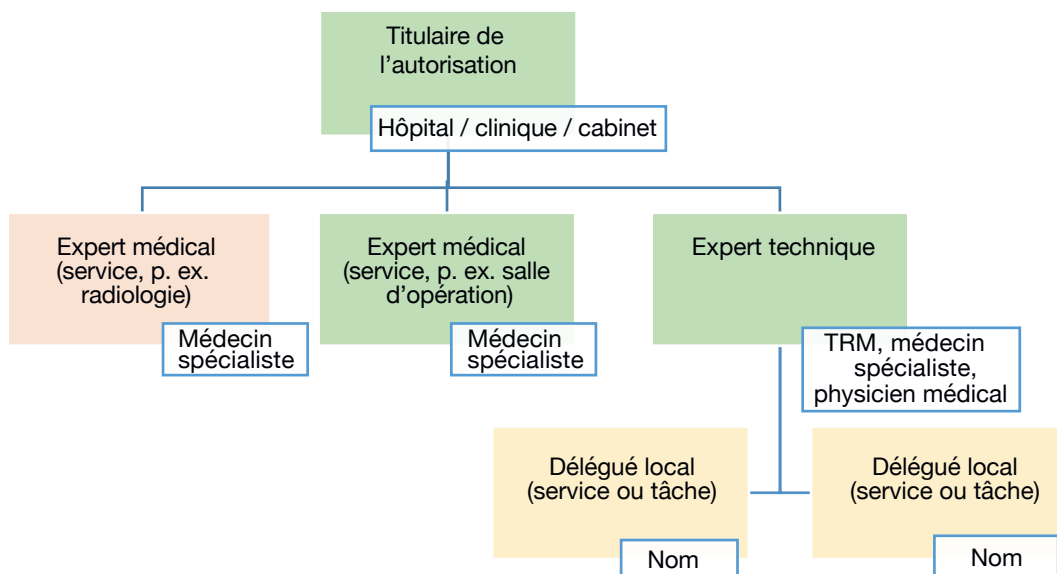 Titulaire de
l’autorisation
Hôpital / clinique / cabinet
Expert médical
(service, p. ex.
radiologie)
Médecin
spécialiste
Expert médical
(service, p. ex. salle
d’opération)
Médecin
spécialiste
Expert technique
TRM, médecin
spécialiste,
physicien médical
Délégué local
(service ou tâche)
Nom
Délégué local
(service ou tâche)
Nom